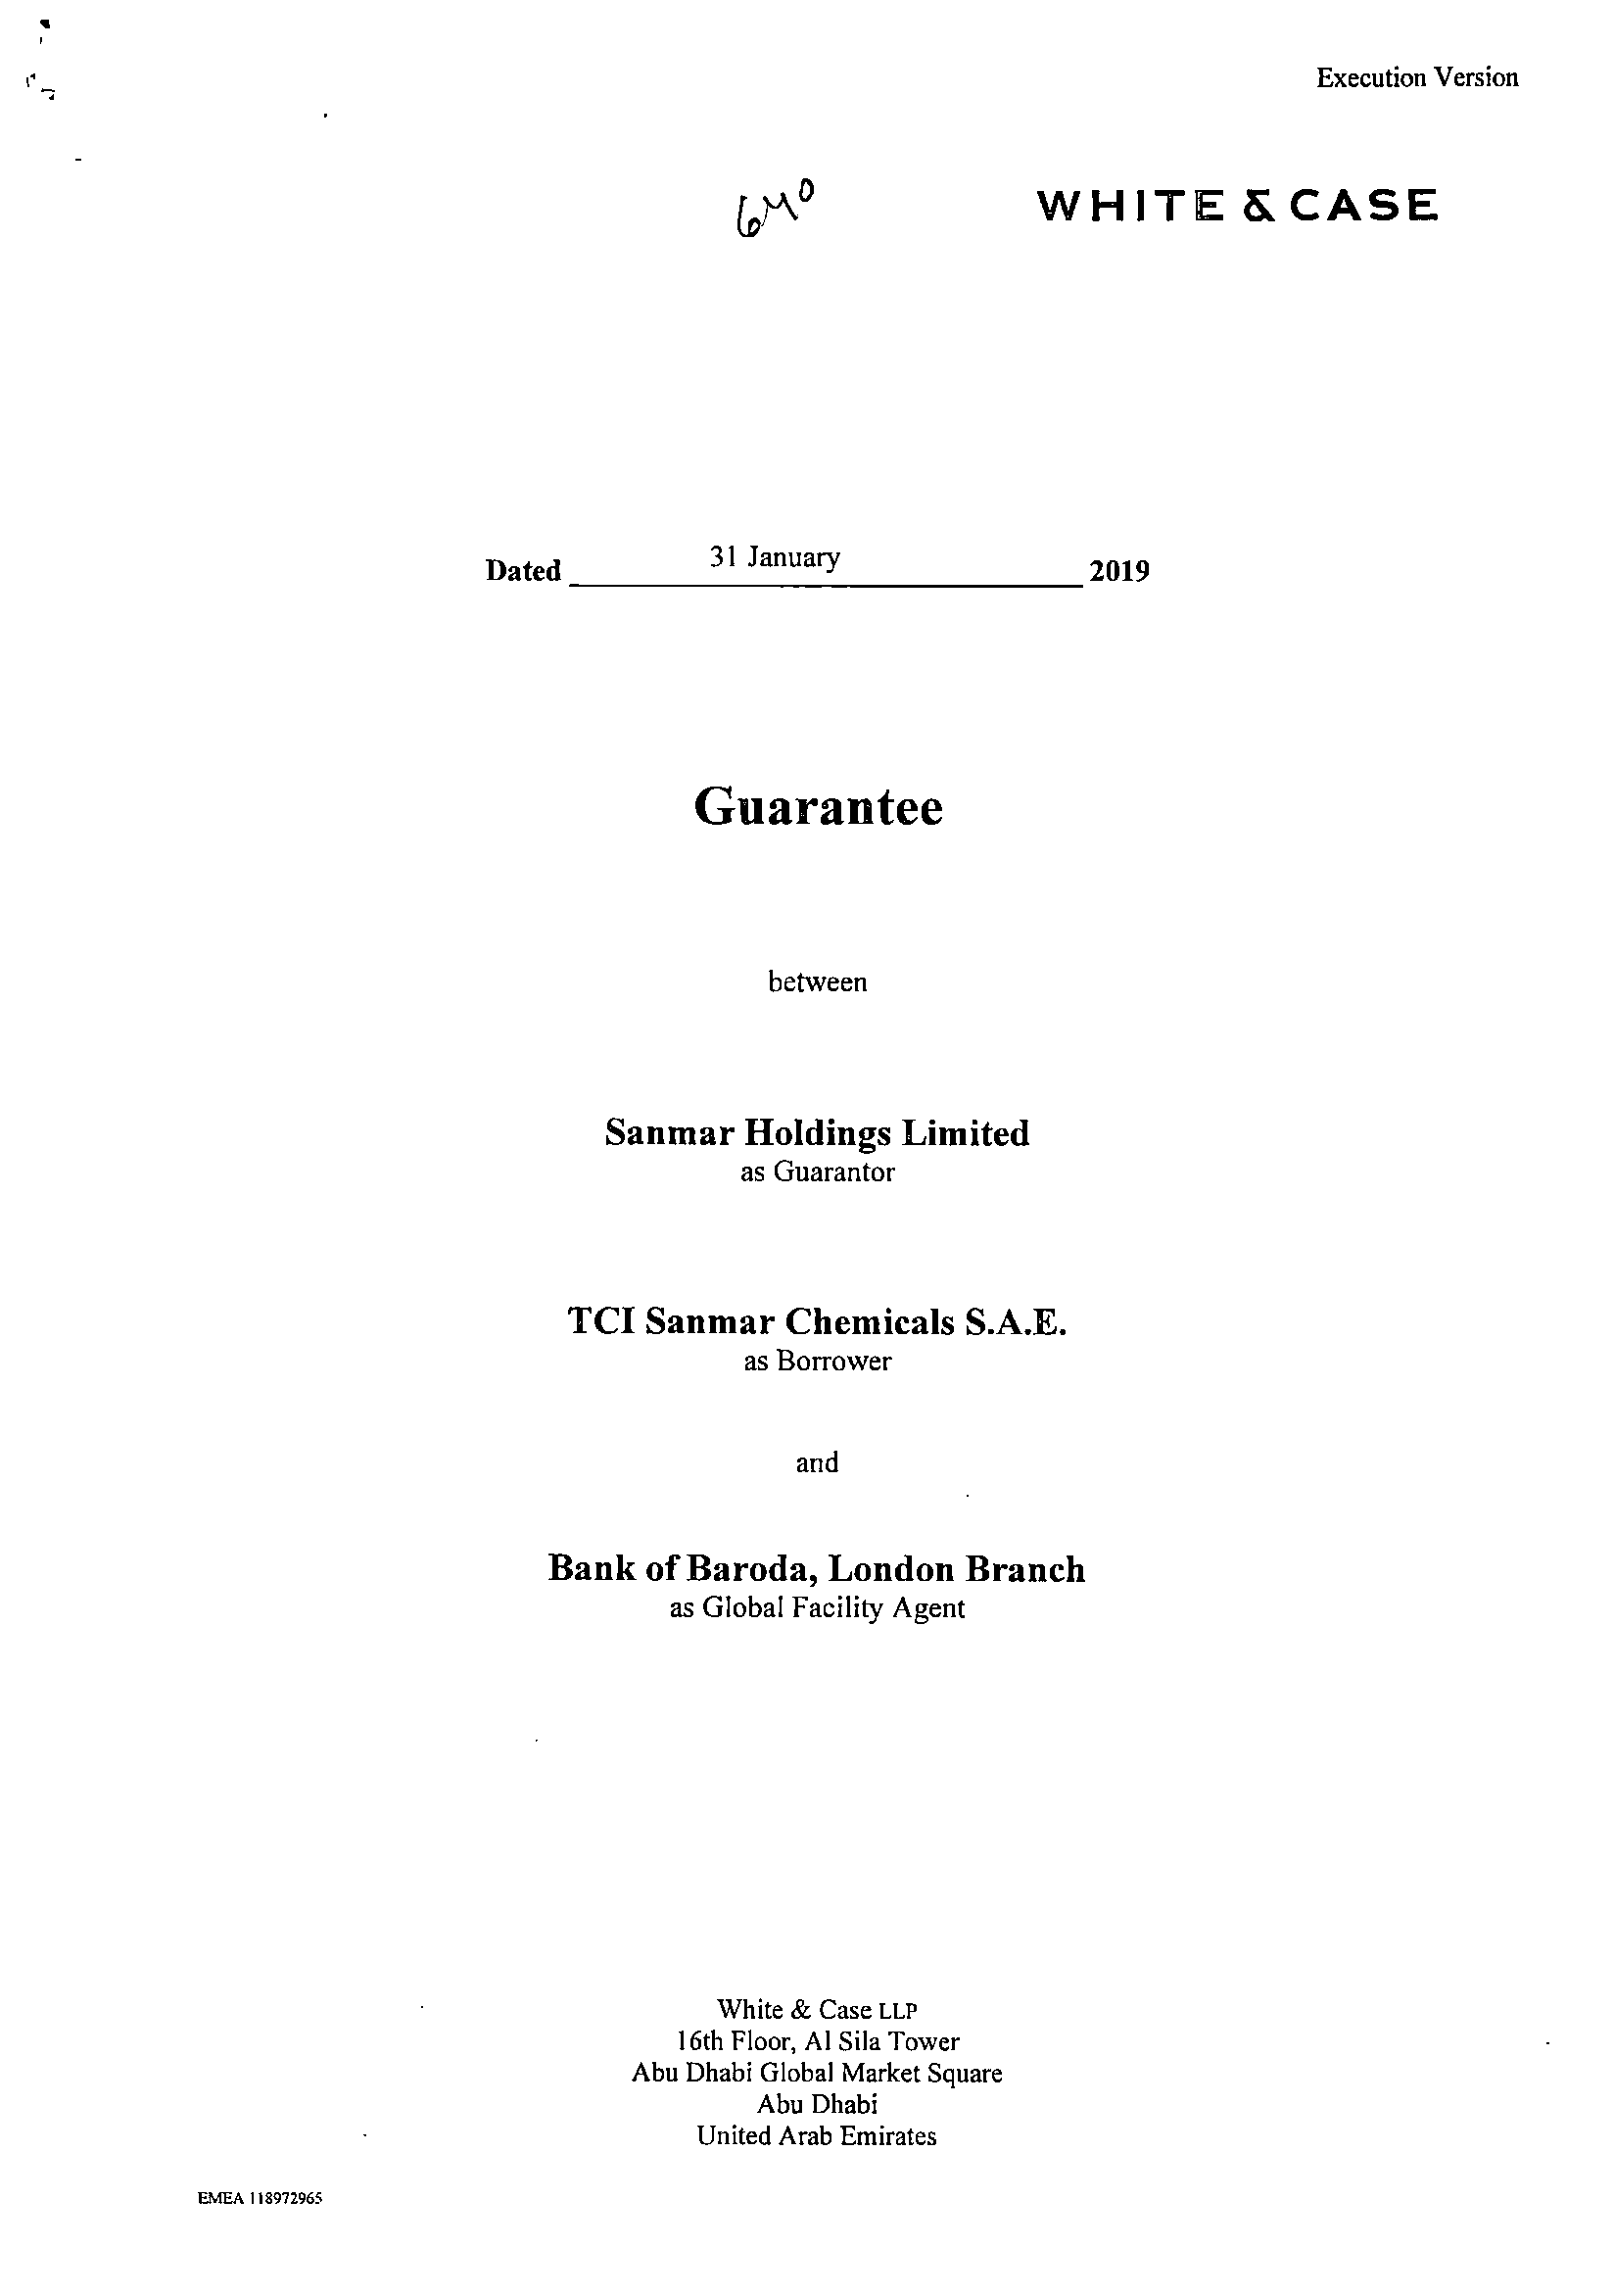 Execution Version
WHITE & CASE
Dated 31 January 2019
Guarantee
between
Sanmar Holdings Limited
as Guarantor
TCI Sanmar Chemicals S.A.E.
as Borrower
and
Bank of Baroda, London Branch
as Global Facility Agent
White & Case LLP
16th Floor, Al Sila Tower
Abu Dhabi Global Market Square
Abu Dhabi
United Arab Emirates
EMEA 118972965